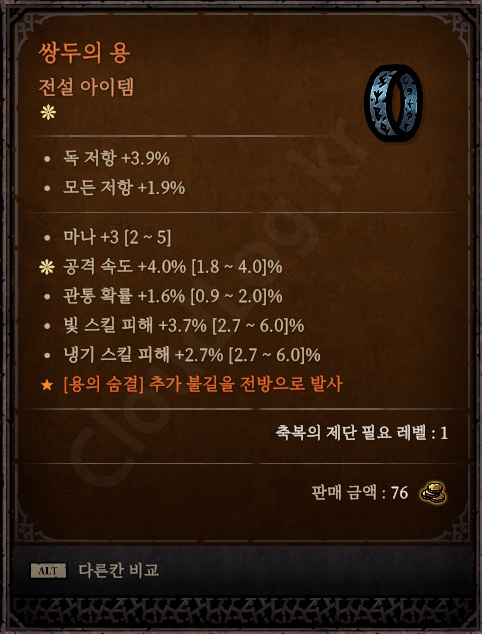 쌍두의 용
전설 아이템
독 저항 +3.9%
모든 저항 +1.9%
마나 +3 [2 ~ 5]
공격 속도 +4.0% [1.8 ~ 4.0]%
관통 확률 +1.6% [0.9 ~ 2.0]%
빛 스킬 피해 +3.7% [2.7 ~ 6.0]%
냉기 스킬 피해 +2.7% [2.7 ~ 6.0]%
[용의 숨결] 추가 불길을 전방으로 발사
축복의 제단 필요 레벨 : 1
판매 금액 : 76
ALT 다른칸 비교